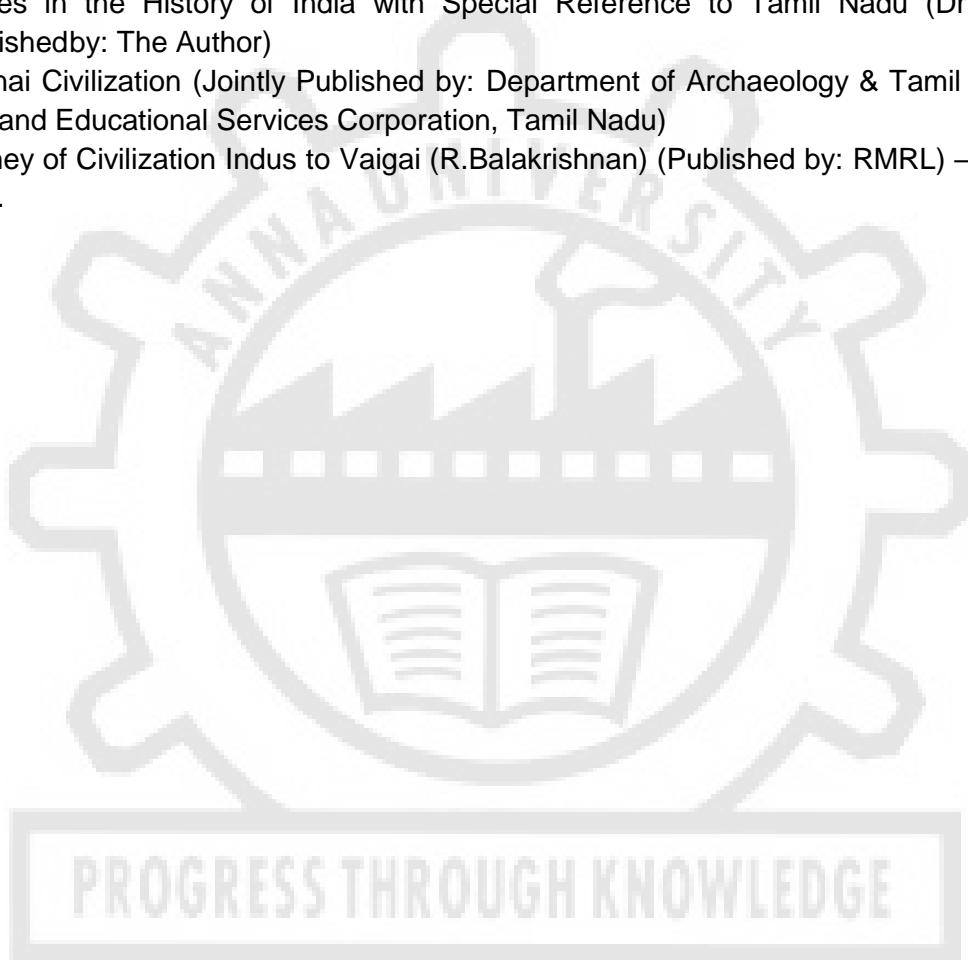 es in the History of India with Special Reference to Tamil Nadu (Dr
ishedby: The Author)
nai Civilization (Jointly Published by: Department of Archaeology & Tamil
and Educational Services Corporation, Tamil Nadu)
ney of Civilization Indus to Vaigai (R.Balakrishnan) (Published by: RMRL) –
.
ANNA UNIVERSITY
PROGRESS THROUGH KNOWLEDGE